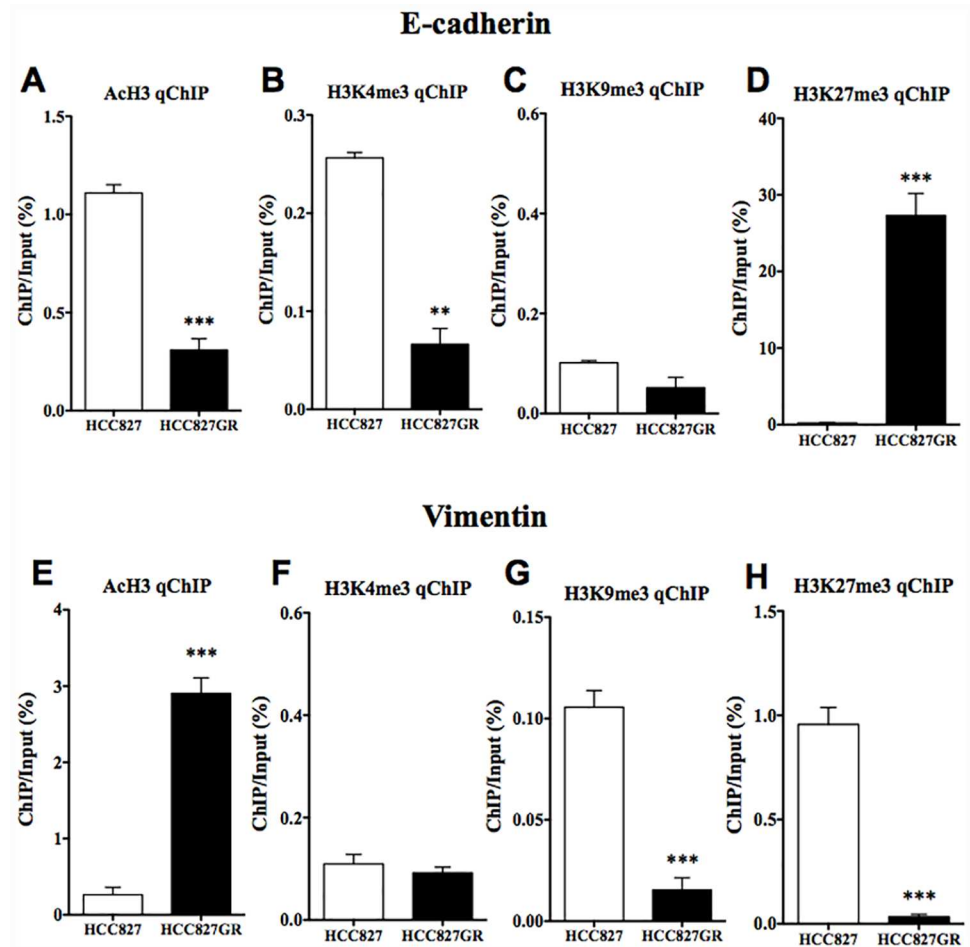 E-cadherin
A
AcH3 qChIP
ChIP/Input (%)
1.5
1.0
0.5
0.0
***
HCC827 HCC827GR
B
H3K4me3 qChIP
ChIP/Input (%)
0.3
0.2
0.1
0.0
**
HCC827 HCC827GR
C
H3K9me3 qChIP
ChIP/Input (%)
0.6
0.4
0.2
0.0
HCC827 HCC827GR
D
H3K27me3 qChIP
ChIP/Input (%)
40
30
20
10
0
***
HCC827 HCC827GR
Vimentin
E
AcH3 qChIP
ChIP/Input (%)
4
3
2
1
0
***
HCC827 HCC827GR
F
H3K4me3 qChIP
ChIP/Input (%)
0.6
0.4
0.2
0.0
HCC827 HCC827GR
G
H3K9me3 qChIP
ChIP/Input (%)
0.15
0.10
0.05
0.00
***
HCC827 HCC827GR
H
H3K27me3 qChIP
ChIP/Input (%)
1.5
1.0
0.5
0.0
***
HCC827 HCC827GR